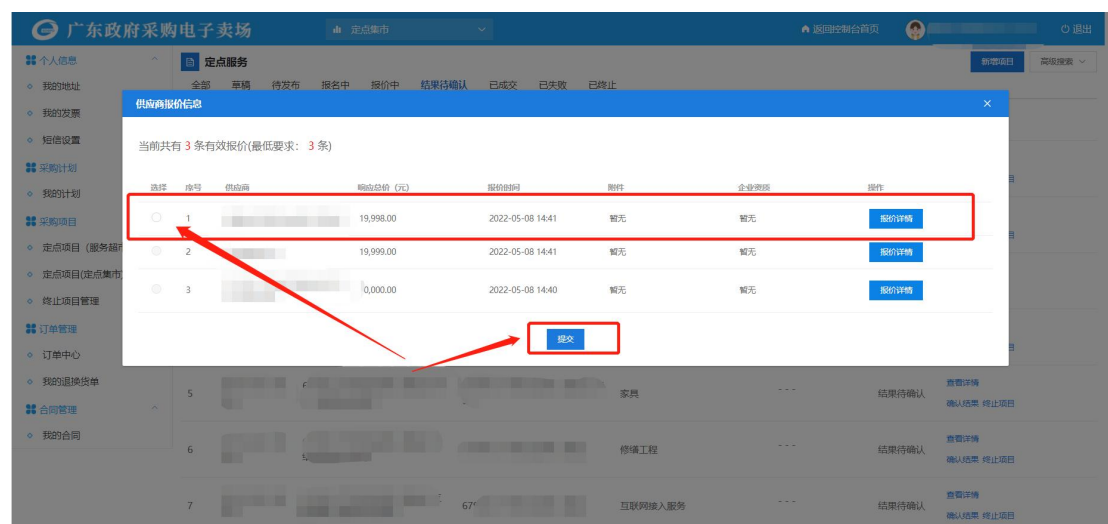 广东政府采购电子卖场
定点集市
返回控制台首页
退出
个人信息
我的地址
我的发票
短信设置
采购计划
我的计划
采购项目
定点项目（服务超市
定点项目(定点集市)
终止项目管理
订单管理
订单中心
我的退换货单
合同管理
我的合同
定点服务
新增项目 高级搜索
全部 草稿 待发布 报名中 报价中 结果待确认 已成交 已失败 已终止
供应商报价信息 ×
当前共有 3 条有效报价(最低要求： 3 条)
选择 序号 供应商 响应总价（元） 报价时间 附件 企业资质 操作
1 19,998.00 2022-05-08 14:41 暂无 暂无 报价详情
2 19,999.00 2022-05-08 14:41 暂无 暂无 报价详情
3 0,000.00 2022-05-08 14:40 暂无 暂无 报价详情
提交
5 家具 - - - 结果待确认 查看详情
确认结果 终止项目
6 修缮工程 - - - 结果待确认 查看详情
确认结果 终止项目
7 67 互联网接入服务 - - - 结果待确认 查看详情
确认结果 终止项目